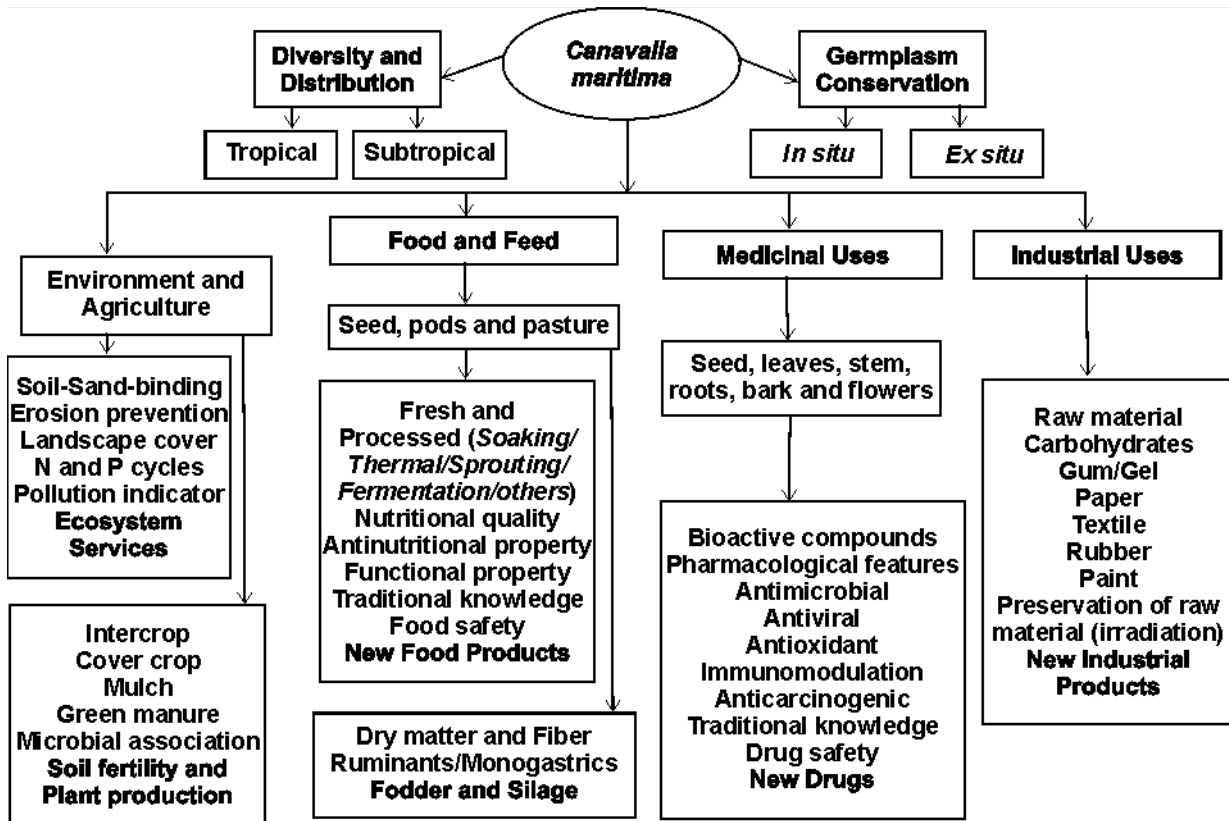 Canavalia
maritima
Diversity and
Distribution
Germplasm
Conservation
Tropical
Subtropical
In situ
Ex situ
Environment and
Agriculture
Soil-Sand-binding
Erosion prevention
Landscape cover
N and P cycles
Pollution indicator
Ecosystem
Services
Intercrop
Cover crop
Mulch
Green manure
Microbial association
Soil fertility and
Plant production
Food and Feed
Seed, pods and pasture
Fresh and
Processed (Soaking/
Thermal/Sprouting/
Fermentation/others)
Nutritional quality
Antinutritional property
Functional property
Traditional knowledge
Food safety
New Food Products
Dry matter and Fiber
Ruminants/Monogastrics
Fodder and Silage
Medicinal Uses
Seed, leaves, stem,
roots, bark and flowers
Bioactive compounds
Pharmacological features
Antimicrobial
Antiviral
Antioxidant
Immunomodulation
Anticarcinogenic
Traditional knowledge
Drug safety
New Drugs
Industrial Uses
Raw material
Carbohydrates
Gum/Gel
Paper
Textile
Rubber
Paint
Preservation of raw
material (irradiation)
New Industrial
Products